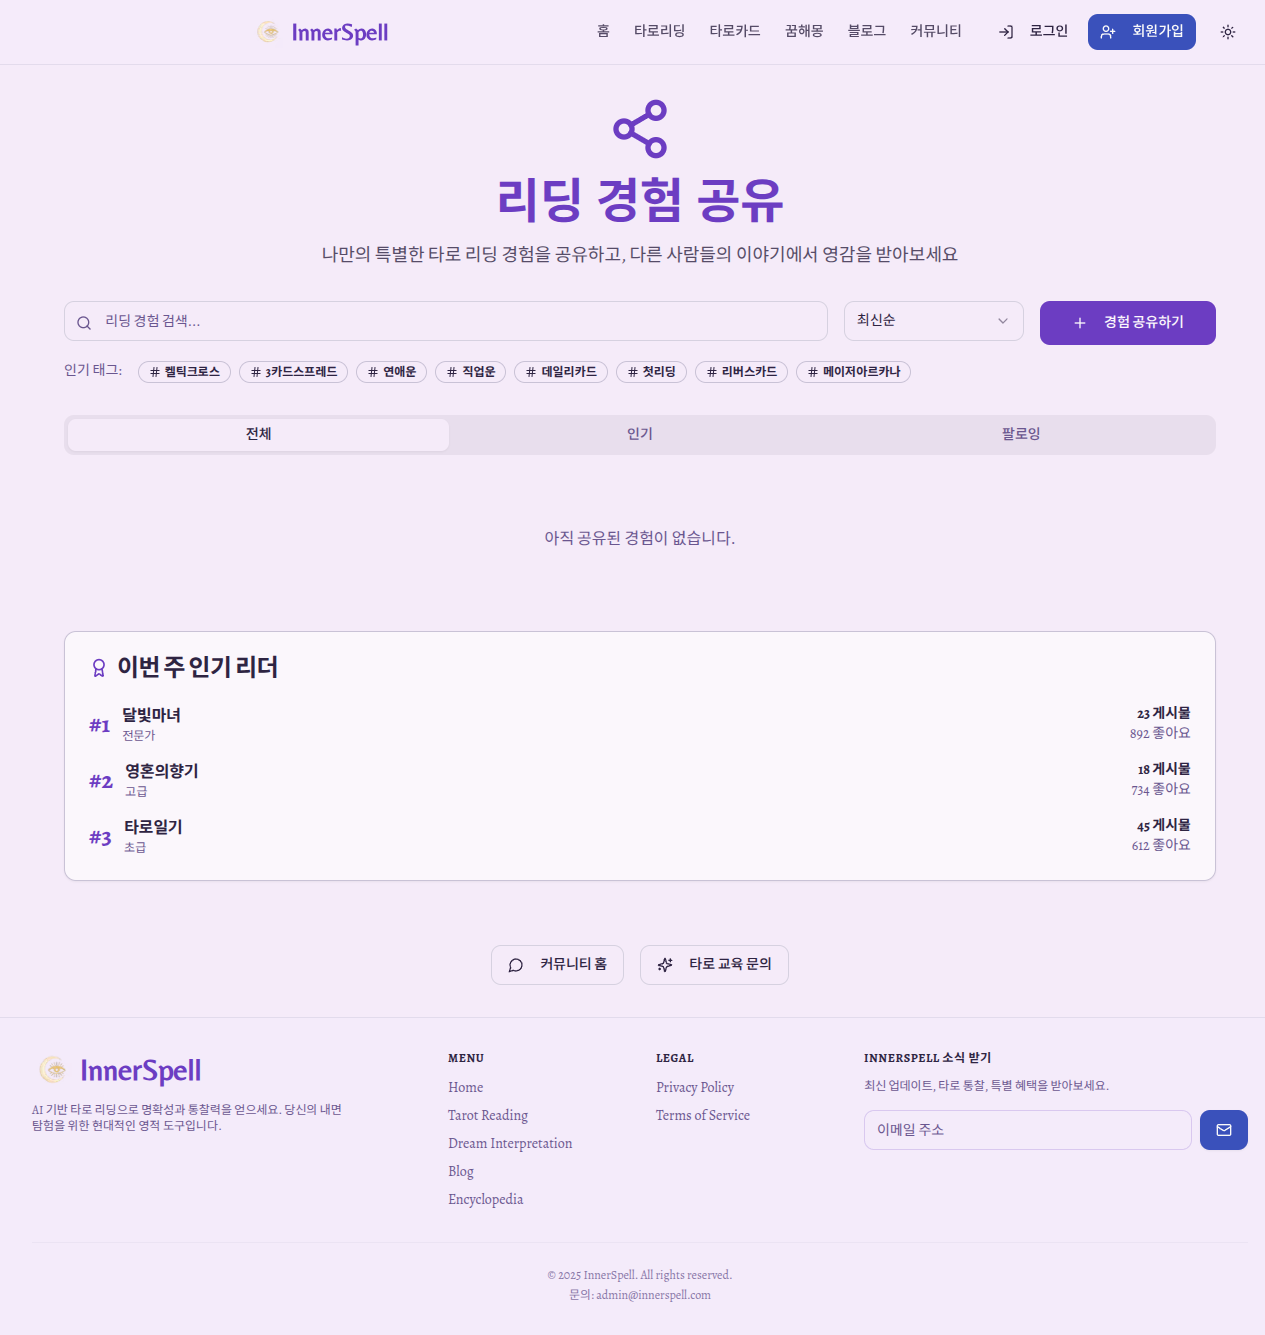 InnerSpell
홈 타로리딩 타로카드 꿈해몽 블로그 커뮤니티 로그인 회원가입
리딩 경험 공유
나만의 특별한 타로 리딩 경험을 공유하고, 다른 사람들의 이야기에서 영감을 받아보세요
리딩 경험 검색...
최신순
경험 공유하기
인기 태그: # 켈틱크로스 # 3카드스프레드 # 연애운 # 직업운 # 데일리카드 # 첫리딩 # 리버스카드 # 메이저아르카나
전체 인기 팔로잉
아직 공유된 경험이 없습니다.
이번 주 인기 리더
#1 달빛마녀
전문가
23 게시물
892 좋아요
#2 영혼의향기
고급
18 게시물
734 좋아요
#3 타로일기
초급
45 게시물
612 좋아요
커뮤니티 홈 타로 교육 문의
InnerSpell
AI 기반 타로 리딩으로 명확성과 통찰력을 얻으세요. 당신의 내면
탐험을 위한 현대적인 영적 도구입니다.
MENU
Home
Tarot Reading
Dream Interpretation
Blog
Encyclopedia
LEGAL
Privacy Policy
Terms of Service
INNERSPELL 소식 받기
최신 업데이트, 타로 통찰, 특별 혜택을 받아보세요.
이메일 주소
© 2025 InnerSpell. All rights reserved.
문의: admin@innerspell.com